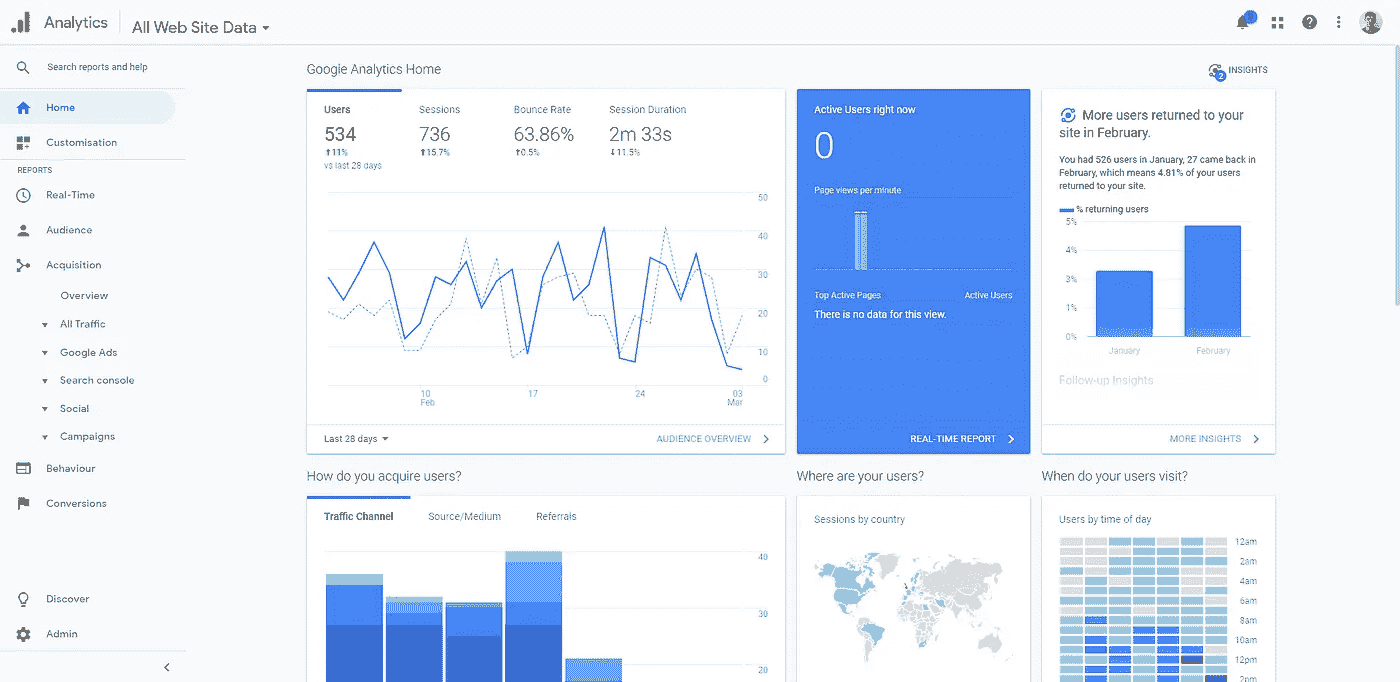 Analytics
All Web Site Data
Search reports and help
Home
Customisation
REPORTS
Real-Time
Audience
Acquisition
Overview
All Traffic
Google Ads
Search console
Social
Campaigns
Behaviour
Conversions
Discover
Admin
Google Analytics Home
INSIGHTS
2
Users Sessions Bounce Rate Session Duration
534 736 63.86% 2m 33s
↑11% ↑15.7% ↑0.5% ↓11.5%
vs last 28 days
50
40
30
20
10
0
10 17 24 03
Feb Mar
Last 28 days AUDIENCE OVERVIEW
Active Users right now
0
Page views per minute
Top Active Pages Active Users
There is no data for this view.
REAL-TIME REPORT
More users returned to your
site in February.
You had 526 users in January, 27 came back in
February, which means 4.81% of your users
returned to your site.
% returning users
5%
4%
3%
1%
0%
January February
Follow-up Insights
MORE INSIGHTS
How do you acquire users?
Traffic Channel Source/Medium Referrals
40
30
20
Where are your users?
Sessions by country
When do your users visit?
Users by time of day
12am
2am
4am
6am
8am
10am
12pm
2pm